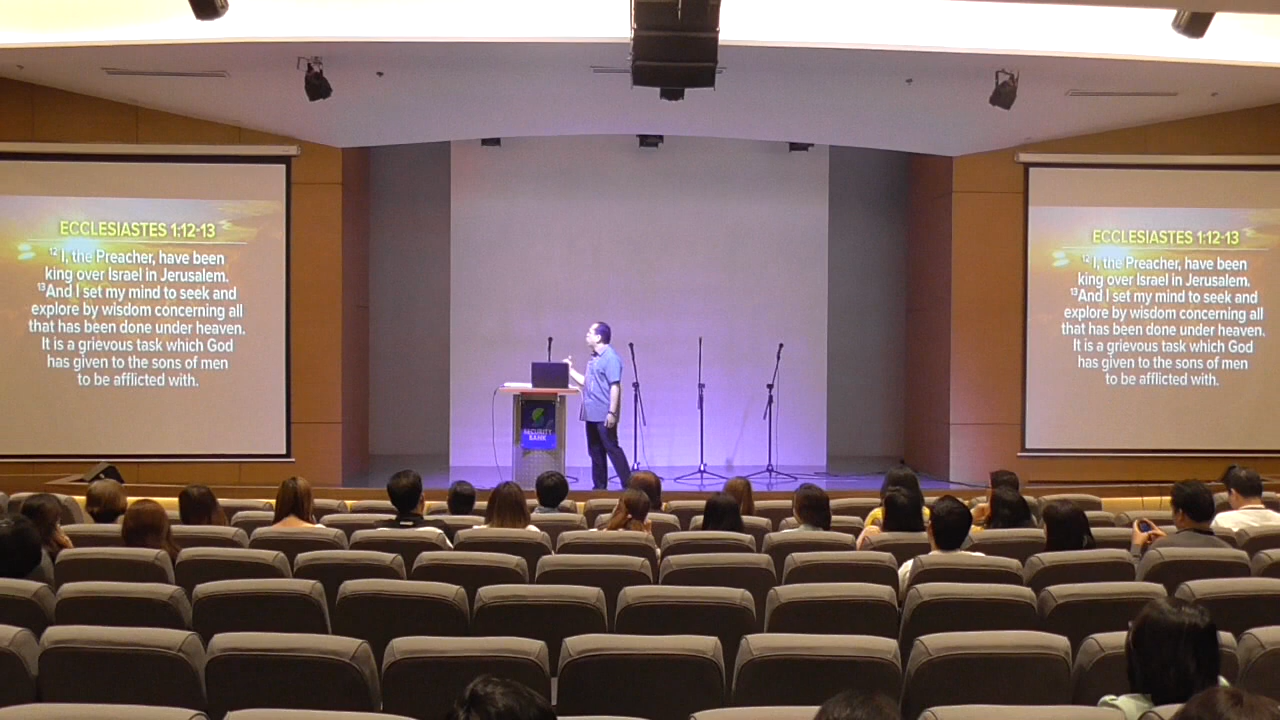 ECCLESIASTES 1:12-13
¹² I, the Preacher, have been
king over Israel in Jerusalem.
¹³And I set my mind to seek and
explore by wisdom concerning all
that has been done under heaven.
It is a grievous task which God
has given to the sons of men
to be afflicted with.
SECURITY
BANK
ECCLESIASTES 1:12-13
¹² I, the Preacher, have been
king over Israel in Jerusalem.
¹³And I set my mind to seek and
explore by wisdom concerning all
that has been done under heaven.
It is a grievous task which God
has given to the sons of men
to be afflicted with.